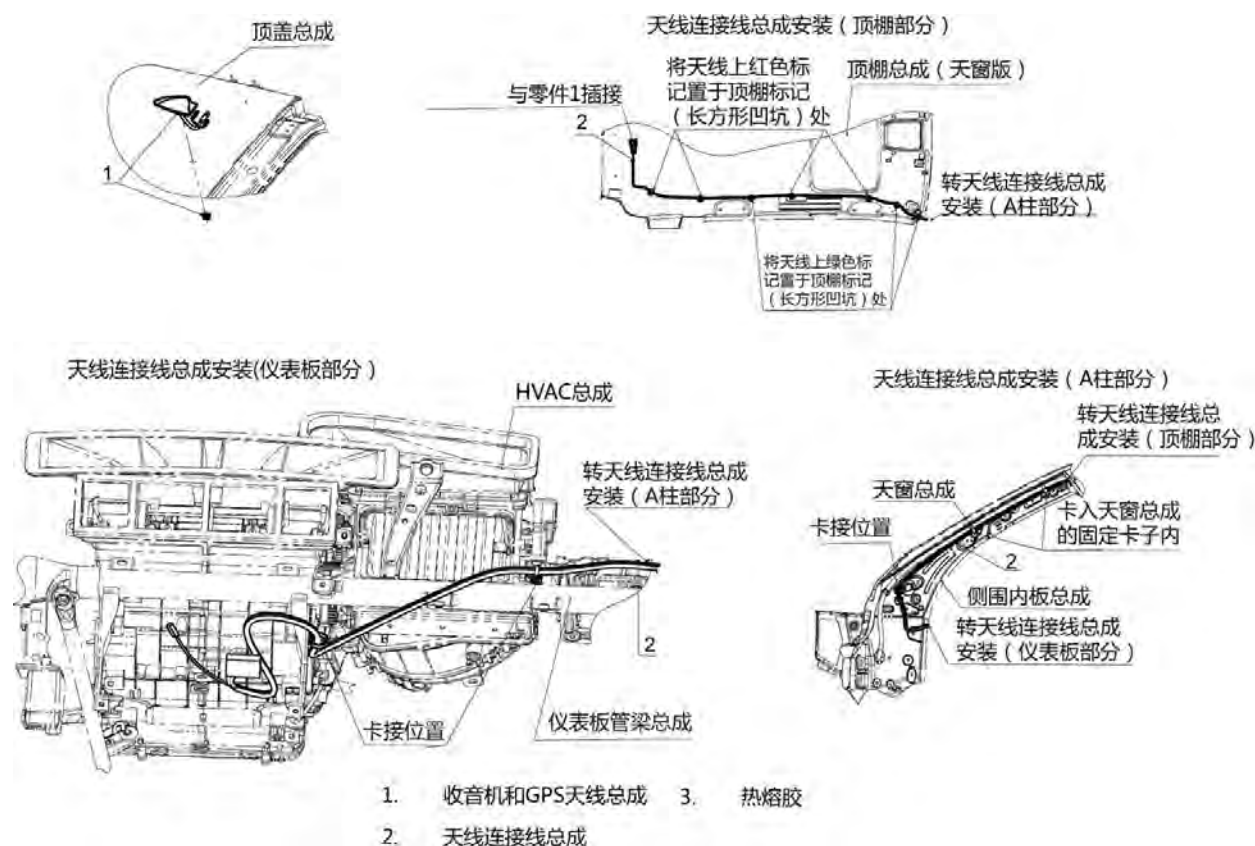 顶盖总成
1
天线连接线总成安装（顶棚部分）
将天线上红色标
记置于顶棚标记
（长方形凹坑）处
顶棚总成（天窗版）
与零件1插接
2
转天线连接线总成
安装（A柱部分）
将天线上绿色标
记置于顶棚标记
（长方形凹坑）处
天线连接线总成安装(仪表板部分）
HVAC总成
转天线连接线总成
安装（A柱部分）
2
卡接位置
仪表板管梁总成
天线连接线总成安装（A柱部分）
转天线连接线总
成安装（顶棚部分）
天窗总成
卡入天窗总成
的固定卡子内
卡接位置
2
侧围内板总成
转天线连接线总成
安装（仪表板部分）
1. 收音机和GPS天线总成 3. 热熔胶
2. 天线连接线总成